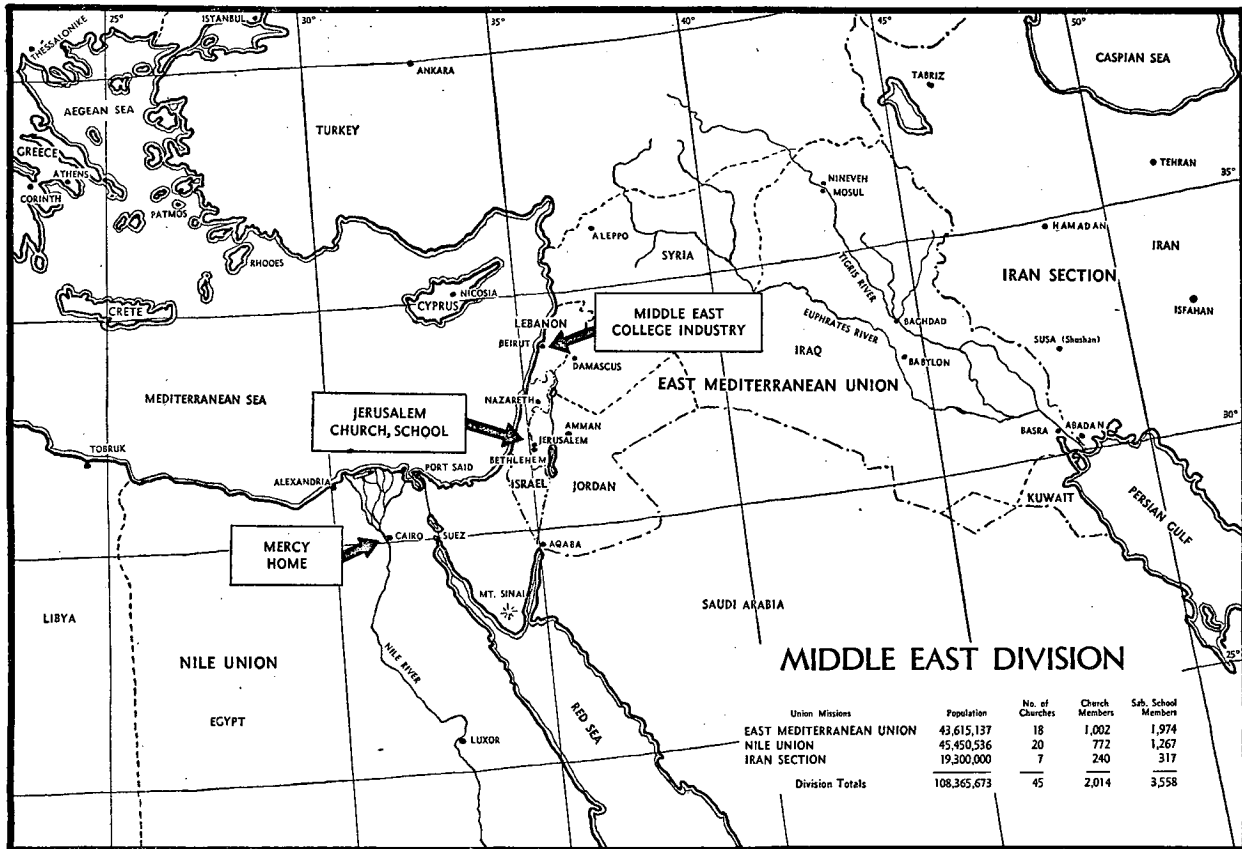 25°
30°
35°
40°
45°
50°
THESSALONIKE
ISTANBUL
ANKARA
TABRIZ
CASPIAN SEA
AEGEAN SEA
TURKEY
GREECE
ATHENS
CORINYH
PATMOS
TEHRAN
35°
NINEVEH
MOSUL
RHOOES
ALEPPO
HAMADAN
SYRIA
IRAN
IRAN SECTION
TIGRIS RIVER
CRETE
CYPRUS
NICOSIA
ISFAHAN
MIDDLE EAST
COLLEGE INDUSTRY
LEBANON
BEIRUT
EUPHRATES RIVER
BAGHDAD
SUSA (Shushan)
DAMASCUS
IRAQ
BABYLON
EAST MEDITERRANEAN UNION
MEDITERRANEAN SEA
NAZARETH
JERUSALEM
CHURCH, SCHOOL
AMMAN
JERUSALEM
BETHLEHEM
30°
BASRA
ABADAN
TOBRUK
PORT SAID
ALEXANDRIA
ISRAEL
JORDAN
KUWAIT
PERSIAN GULF
MERCY
HOME
CAIRO
SUEZ
AQABA
MT. SINAI
SAUDI ARABIA
LIBYA
NILE UNION
NILE RIVER
EGYPT
RED SEA
LUXOR
25°
MIDDLE EAST DIVISION
Union Missions Population No. of Churches Church Members Sab. School Members
EAST MEDITERRANEAN UNION 43,615,137 18 1,002 1,974
NILE UNION 45,450,536 20 772 1,267
IRAN SECTION 19,300,000 7 240 317
Division Totals 108,365,673 45 2,014 3,558